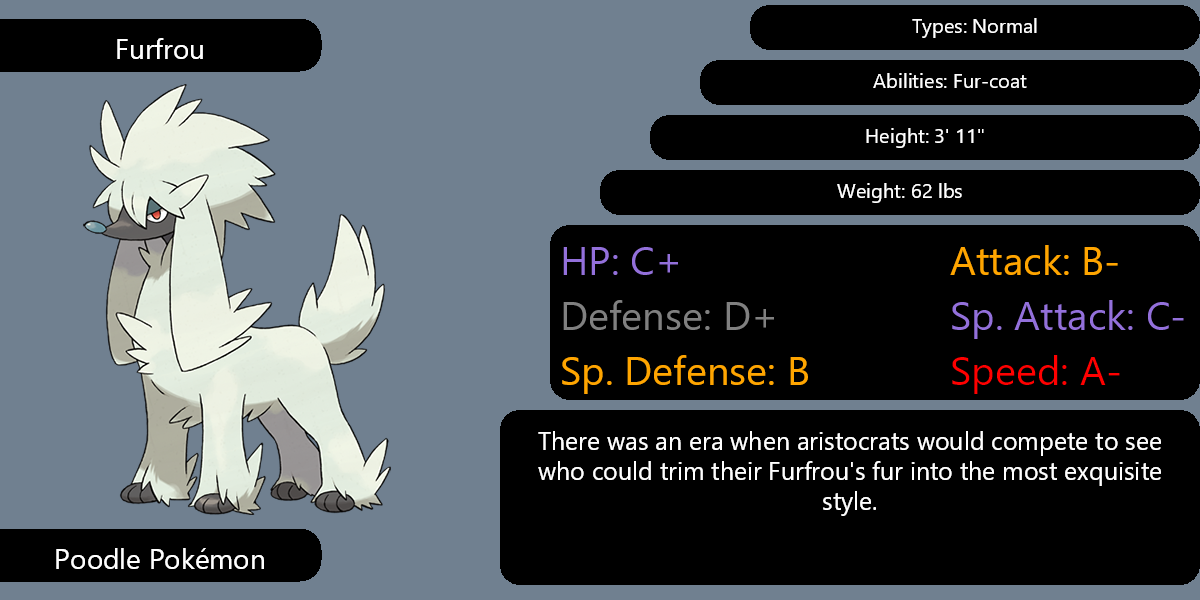 Furfrou
Types: Normal
Abilities: Fur-coat
Height: 3' 11"
Weight: 62 lbs
HP: C+
Attack: B-
Defense: D+
Sp. Attack: C-
Sp. Defense: B
Speed: A-
There was an era when aristocrats would compete to see
who could trim their Furfrou's fur into the most exquisite
style.
Poodle Pokémon